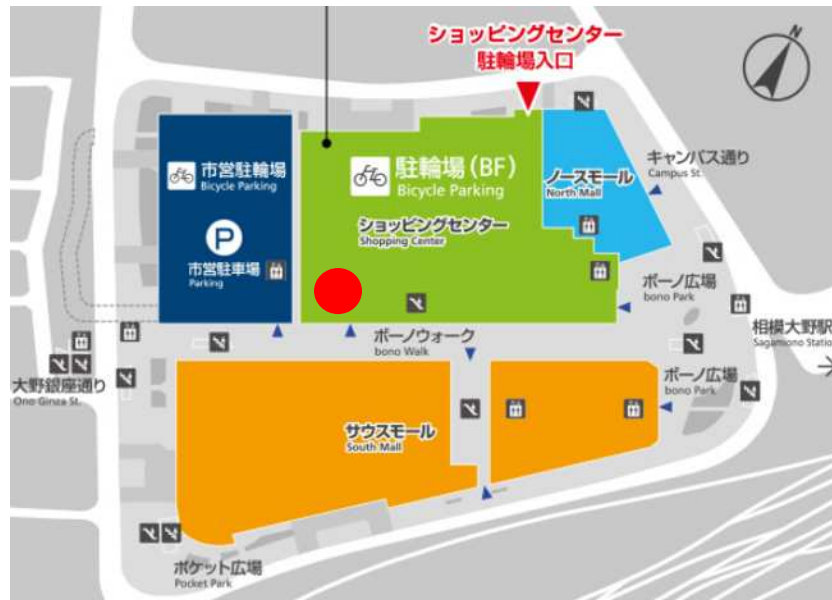 ショッピングセンター
駐輪場入口
N
市営駐輪場
Bicycle Parking
駐輪場(BF)
Bicycle Parking
ノースモール
North Mall
キャンパス通り
Campus St.
P
ショッピングセンター
Shopping Center
市営駐車場
Parking
ボーノ広場
bono Park
ボーノウォーク
bono Walk
相模大野駅
Sagamiono Statio
大野銀座通り
Ono Ginza St.
ボーノ広場
bono Park
サウスモール
South Mall
ポケット広場
Pocket Park